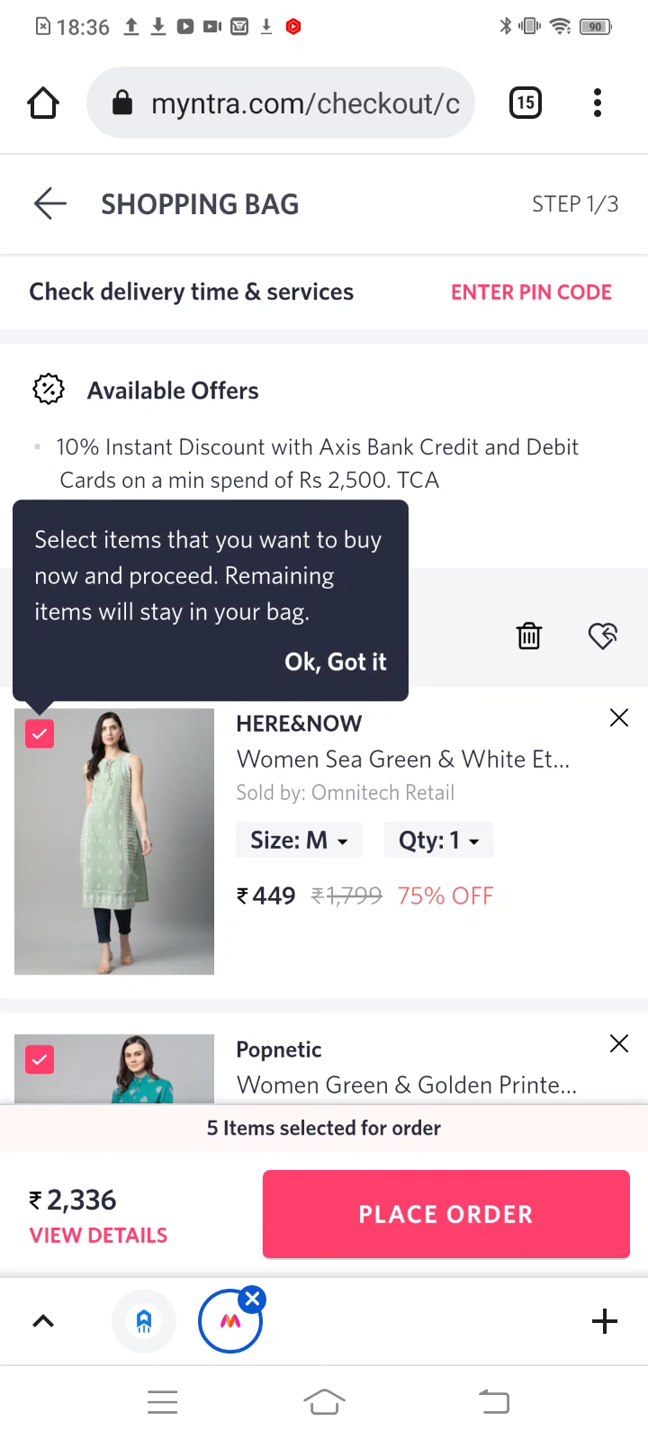 18:36
90
myntra.com/checkout/c
15
SHOPPING BAG
STEP 1/3
Check delivery time & services
ENTER PIN CODE
Available Offers
10% Instant Discount with Axis Bank Credit and Debit
Cards on a min spend of Rs 2,500. TCA
Select items that you want to buy
now and proceed. Remaining
items will stay in your bag.
Ok, Got it
HERE&NOW
Women Sea Green & White Et...
Sold by: Omnitech Retail
Size: M
Qty: 1
₹ 449 ₹1,799 75% OFF
Popnetic
Women Green & Golden Printe...
5 Items selected for order
₹ 2,336
VIEW DETAILS
PLACE ORDER